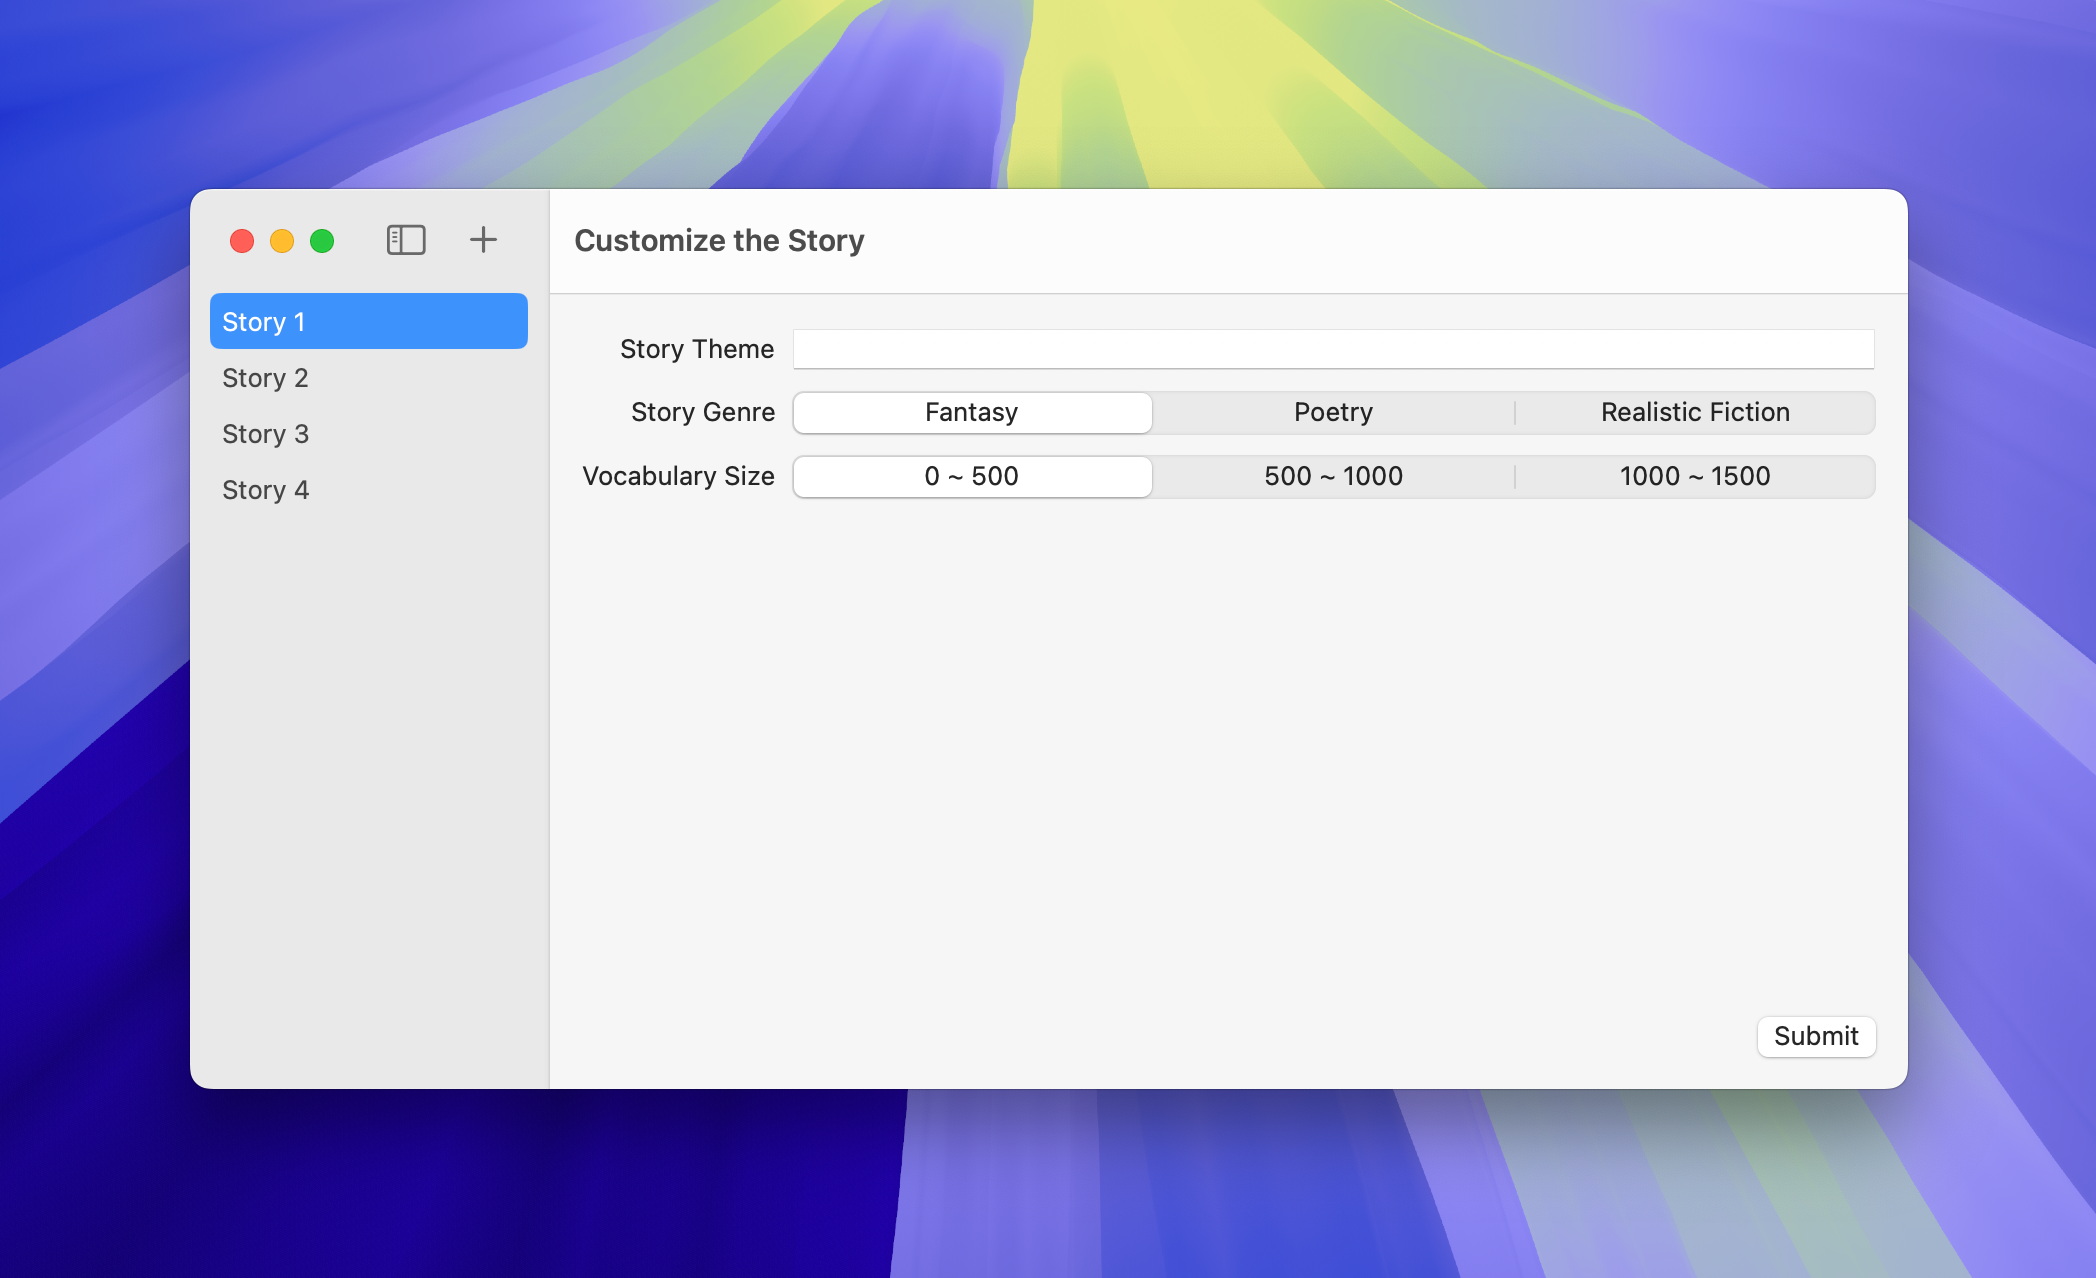 Customize the Story
Story 1
Story 2
Story 3
Story 4
Story Theme
Story Genre Fantasy Poetry Realistic Fiction
Vocabulary Size 0 ~ 500 500 ~ 1000 1000 ~ 1500
Submit